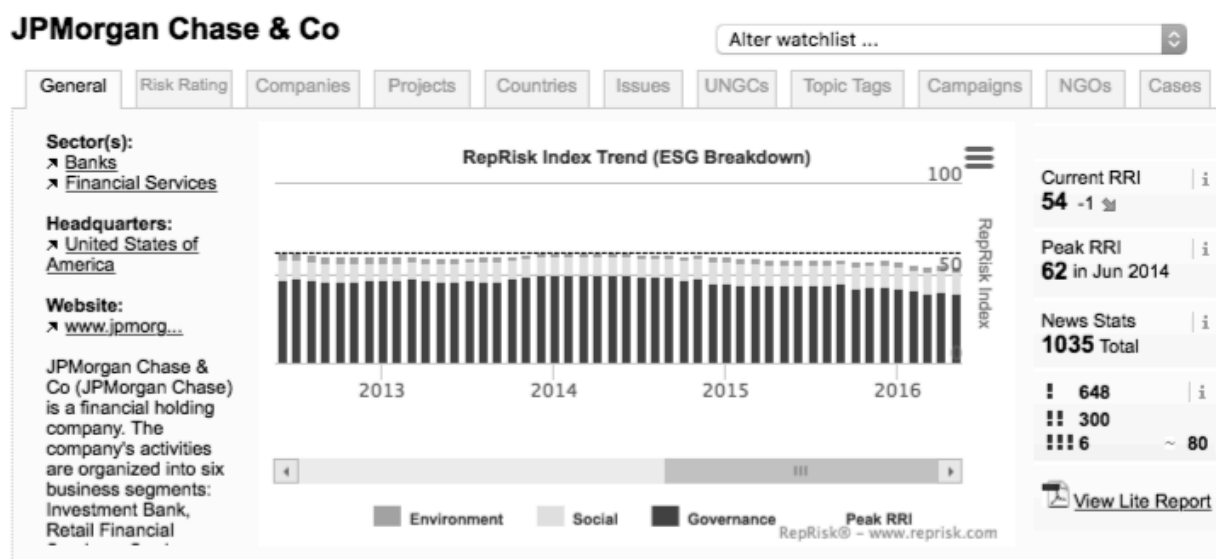 JPMorgan Chase & Co
Alter watchlist ...
General Risk Rating Companies Projects Countries Issues UNGCs Topic Tags Campaigns NGOs Cases
Sector(s):
Banks
Financial Services
Headquarters:
United States of
America
Website:
www.jpmorg...
JPMorgan Chase &
Co (JPMorgan Chase)
is a financial holding
company. The
company's activities
are organized into six
business segments:
Investment Bank,
Retail Financial
RepRisk Index Trend (ESG Breakdown)
100
50
0
RepRisk Index
2013 2014 2015 2016
Environment Social Governance Peak RRI
RepRisk® – www.reprisk.com
Current RRI i
54 -1
Peak RRI i
62 in Jun 2014
News Stats i
1035 Total
! 648 i
!! 300
!!! 6 ~ 80
View Lite Report